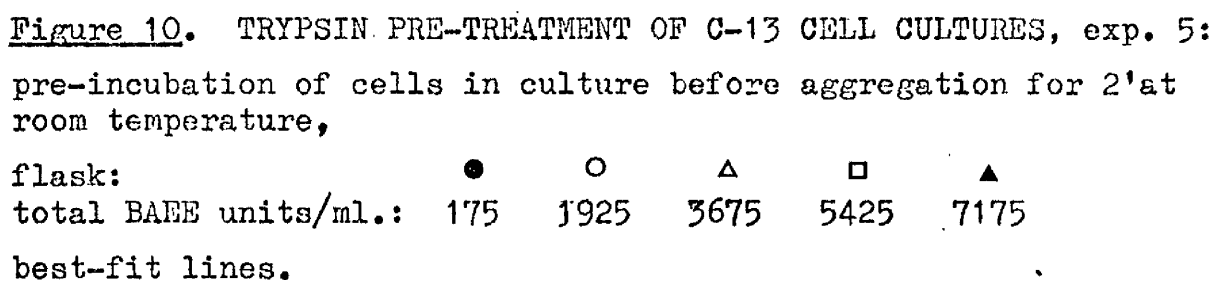 Figure 10. TRYPSIN PRE-TREATMENT OF C-13 CELL CULTURES, exp. 5:
pre-incubation of cells in culture before aggregation for 2'at
room temperature,
flask: ● ○ △ □ ▲
total BAEE units/ml.: 175 1925 3675 5425 7175
best-fit lines.